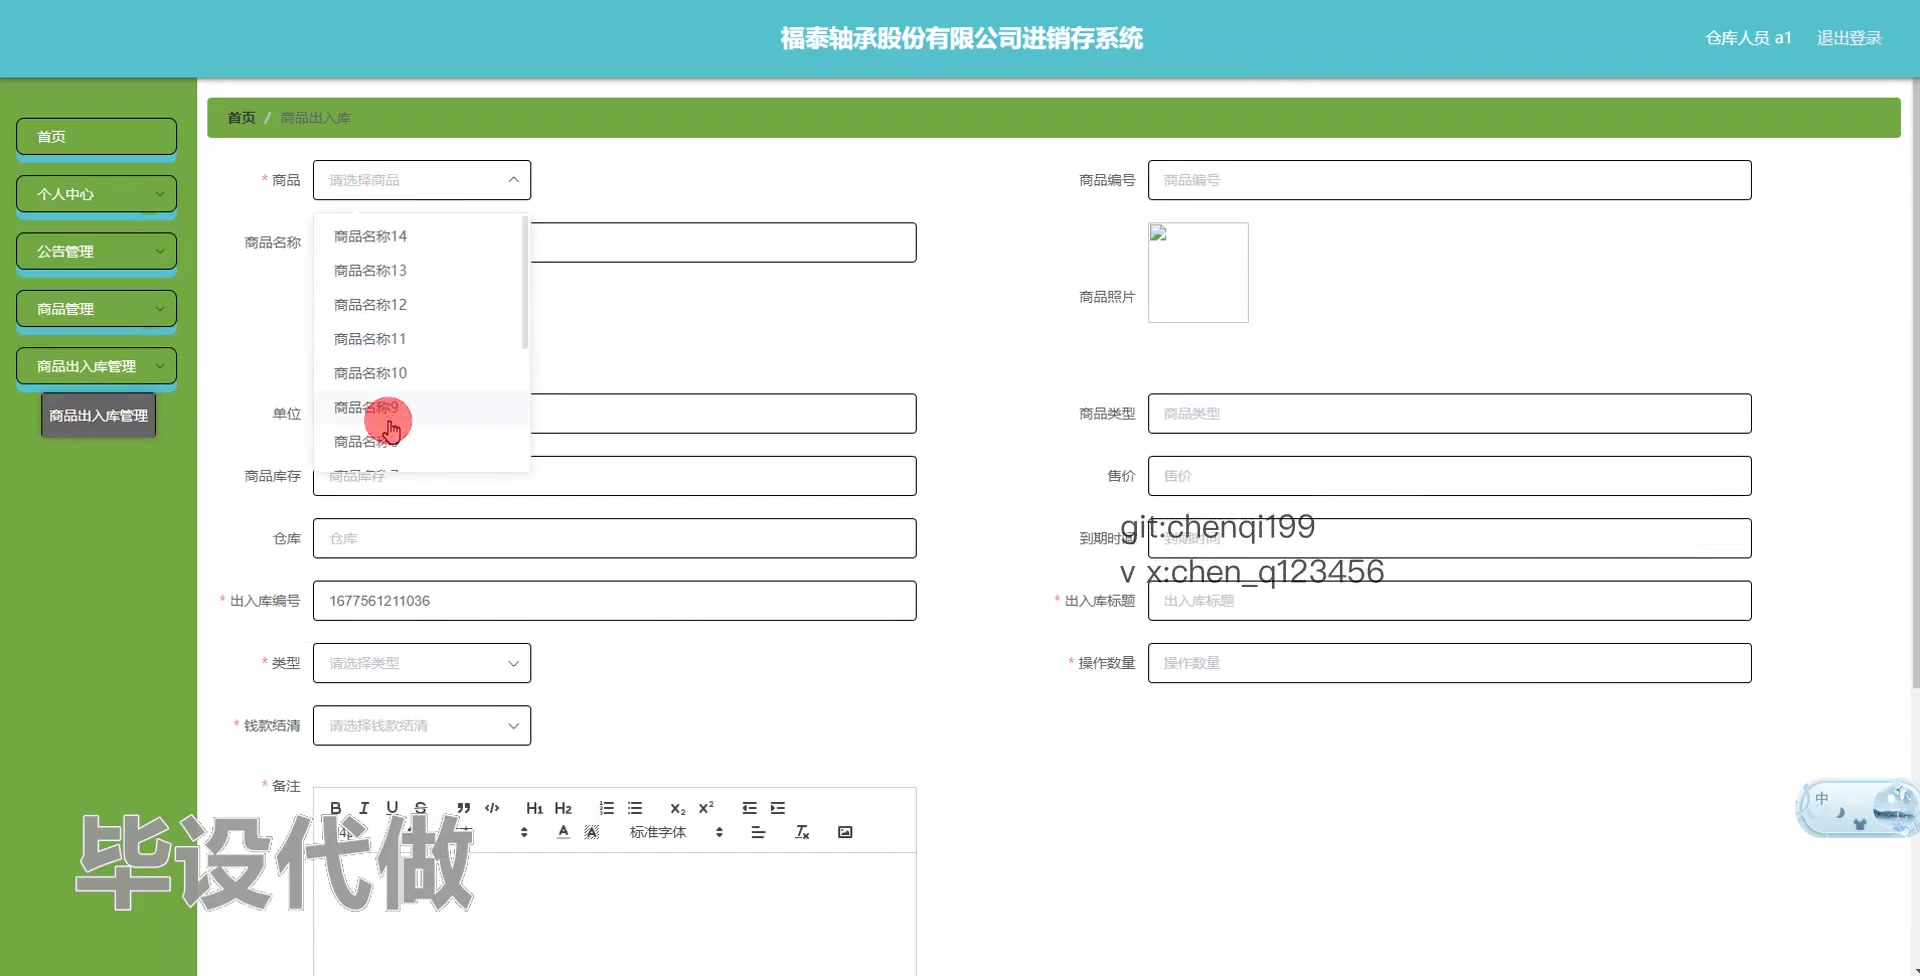 福泰轴承股份有限公司进销存系统
仓库人员 a1
退出登录
首页
个人中心
公告管理
商品管理
商品出入库管理
商品出入库管理
首页 / 商品出入库
* 商品
请选择商品
商品编号
商品编号
商品名称14
商品名称13
商品名称12
商品名称11
商品名称10
商品名称9
商品名称
商品名称
商品照片
单位
商品类型
商品类型
商品库存
商品库存
售价
售价
仓库
仓库
到期时间
到期时间
git:chenqi199
v x:chen_q123456
* 出入库编号
1677561211036
* 出入库标题
出入库标题
* 类型
请选择类型
* 操作数量
操作数量
* 钱款结清
请选择钱款结清
* 备注
B I U S ” </> H1 H2 X2 X2
标准字体
毕设代做
中